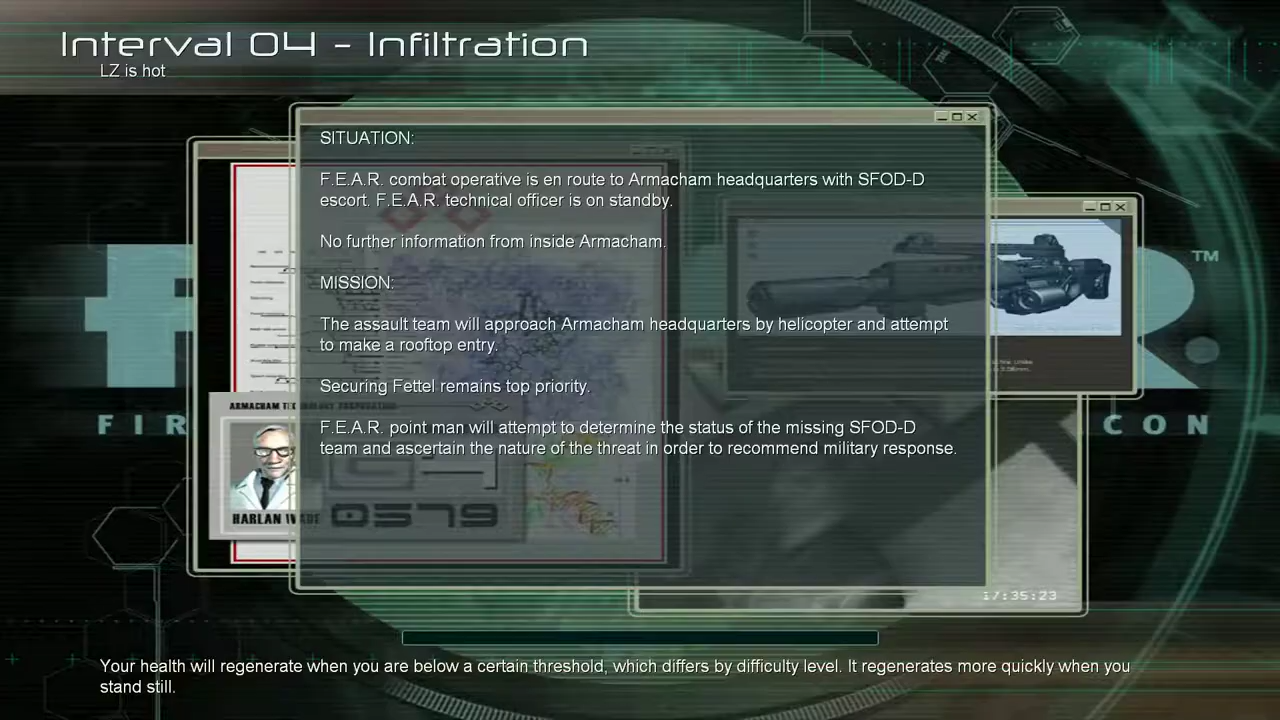 Interval 04 - Infiltration
LZ is hot
SITUATION:
F.E.A.R. combat operative is en route to Armacham headquarters with SFOD-D
escort. F.E.A.R. technical officer is on standby.
No further information from inside Armacham.
MISSION:
The assault team will approach Armacham headquarters by helicopter and attempt
to make a rooftop entry.
Securing Fettel remains top priority.
F.E.A.R. point man will attempt to determine the status of the missing SFOD-D
team and ascertain the nature of the threat in order to recommend military response.
TM
FIR
CON
ARMACHAM TECHNOLOGY CORPORATION
HARLAN WADE
0579
17:35:23
Your health will regenerate when you are below a certain threshold, which differs by difficulty level. It regenerates more quickly when you
stand still.